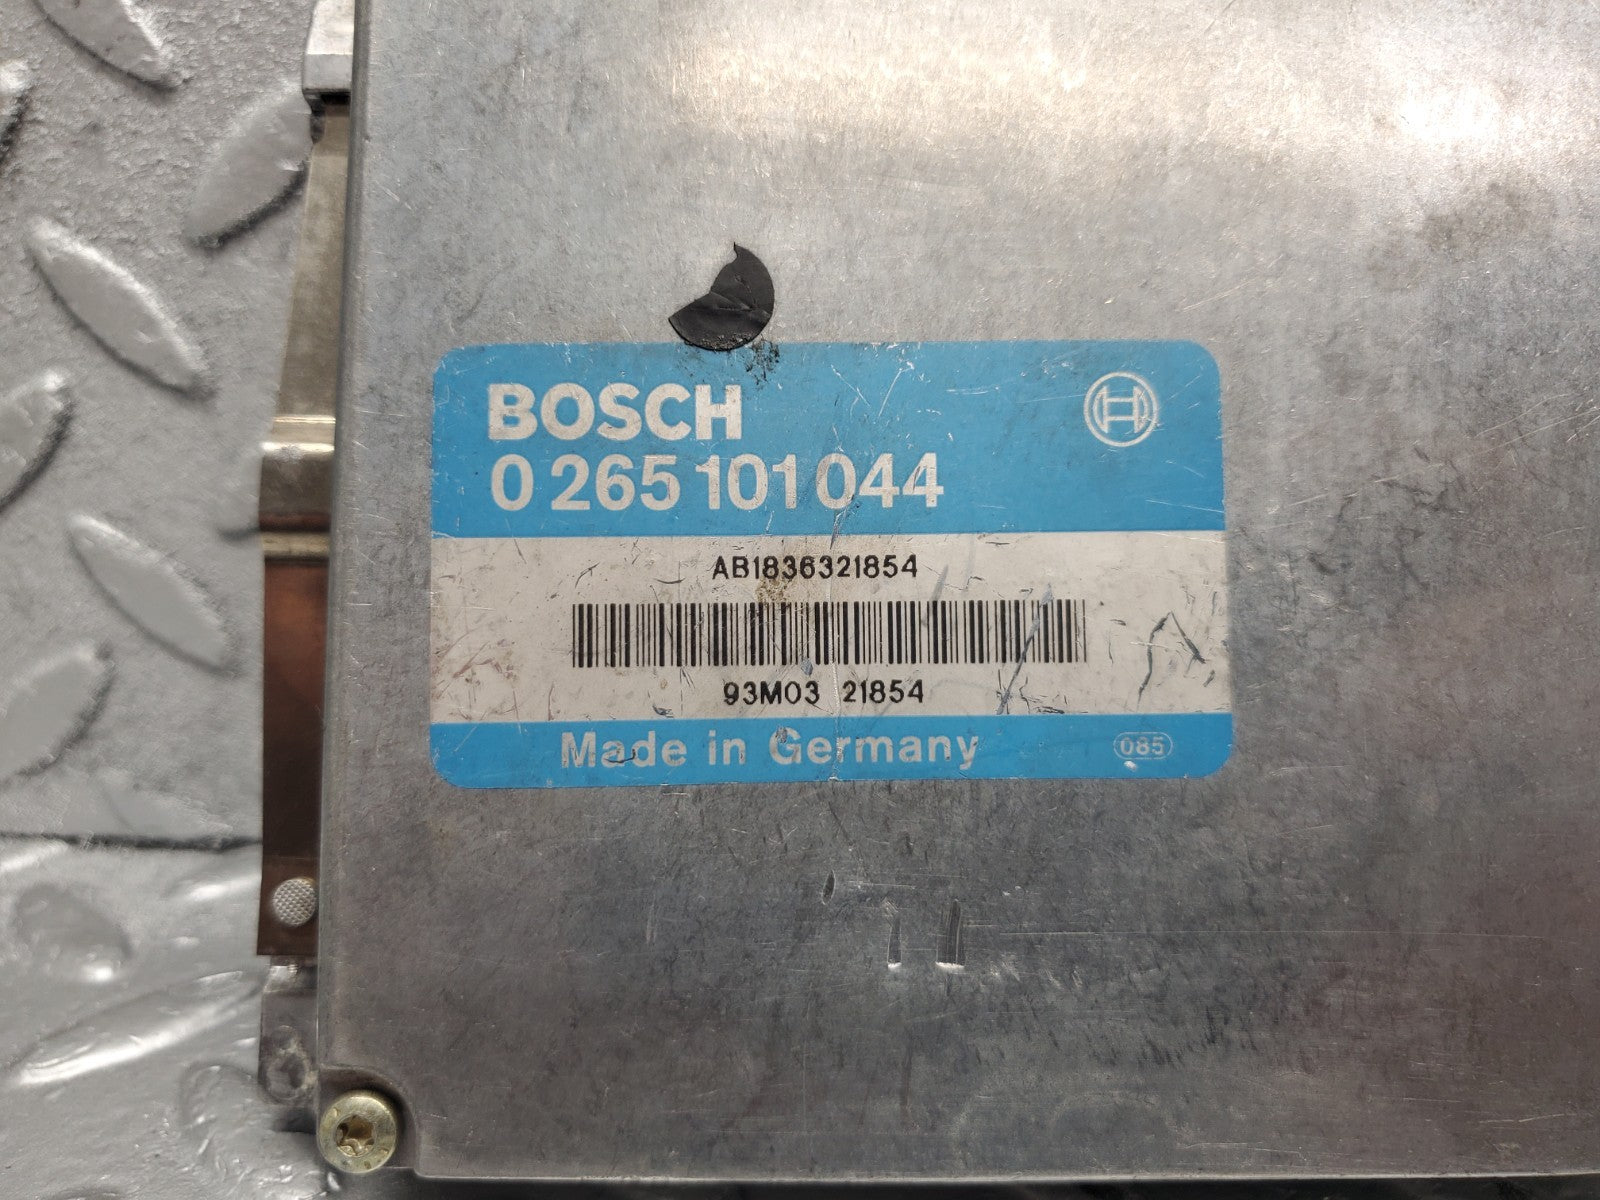 BOSCH
0 265 101 044
AB1836321854
93M03 21854
Made in Germany
085